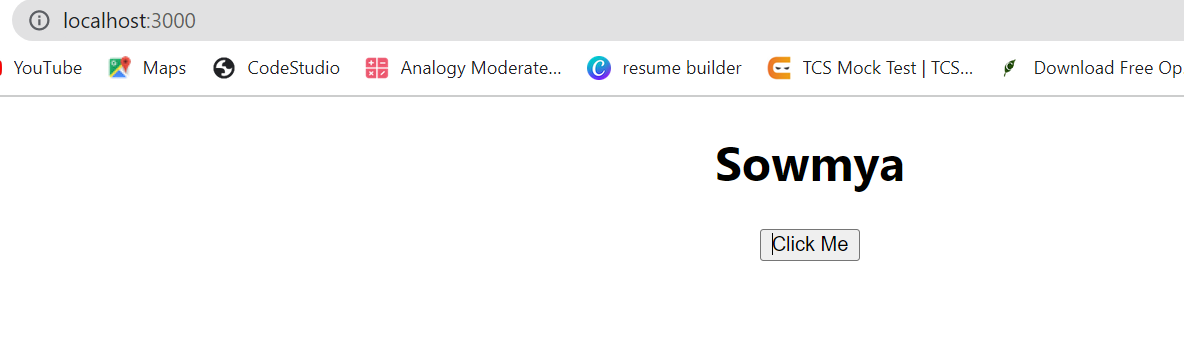 localhost:3000
YouTube Maps CodeStudio Analogy Moderate... resume builder TCS Mock Test | TCS... Download Free Op
Sowmya
Click Me